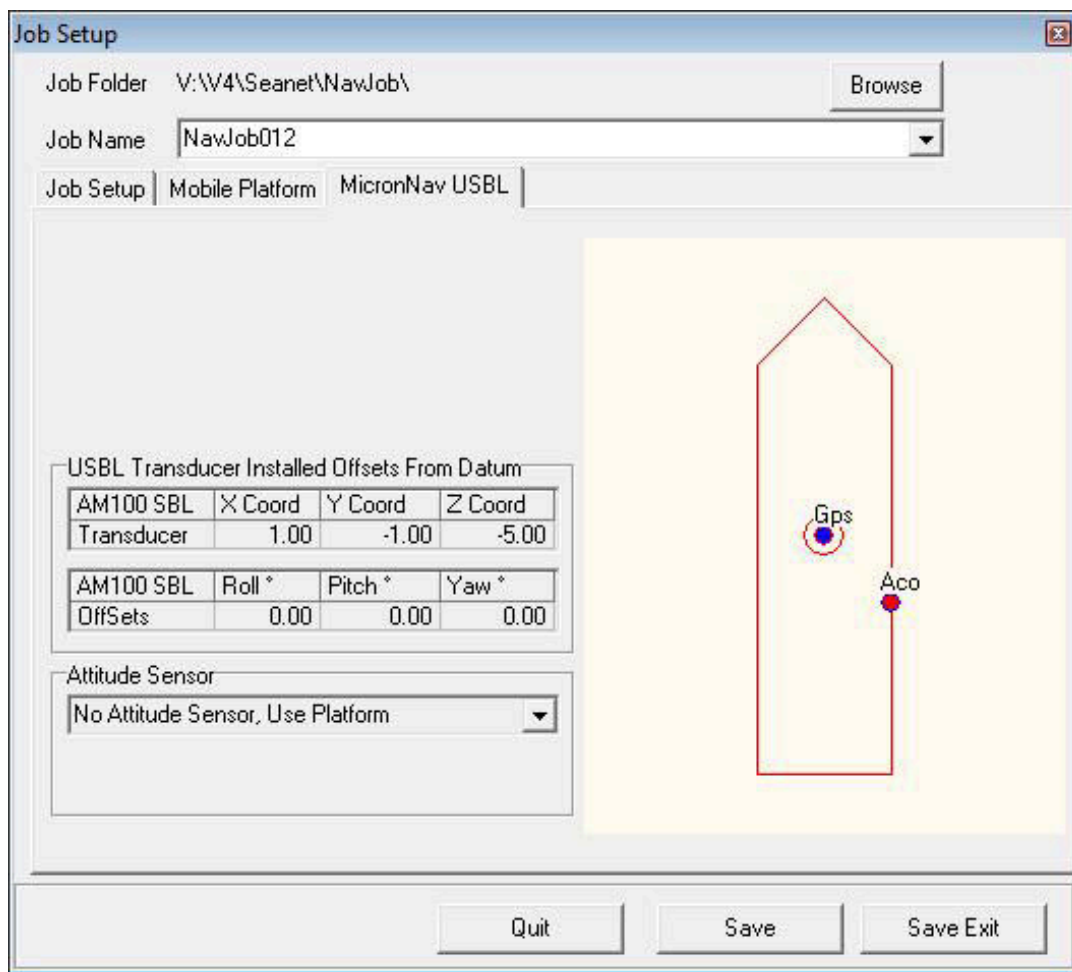 Job Setup
Job Folder V:\V4\Seanet\NavJob\ Browse
Job Name NavJob012
Job Setup Mobile Platform MicronNav USBL
USBL Transducer Installed Offsets From Datum
AM100 SBL X Coord Y Coord Z Coord
Transducer 1.00 -1.00 -5.00
AM100 SBL Roll ° Pitch ° Yaw °
OffSets 0.00 0.00 0.00
Attitude Sensor
No Attitude Sensor, Use Platform
Gps
Aco
Quit Save Save Exit